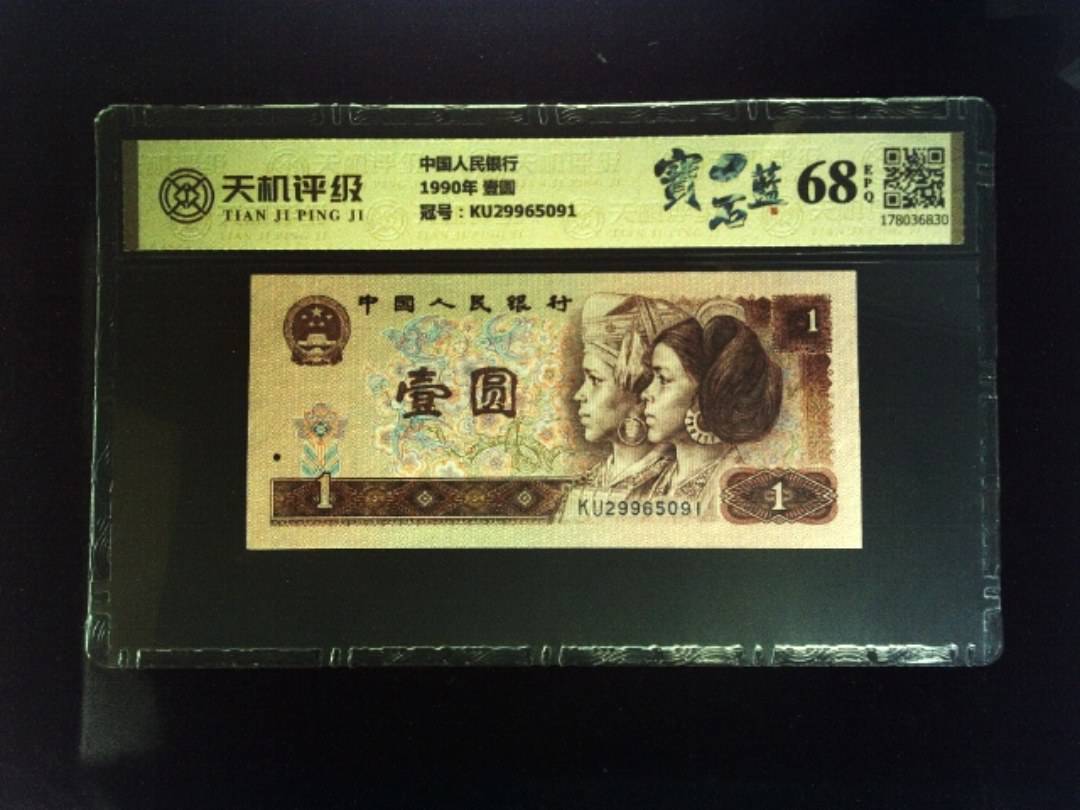 天机评级
TIAN JI PING JI
中国人民银行
1990年 壹圆
冠号：KU29965091
寶石藍
68
EPQ
178036830
中國人民銀行
1
壹圆
1
KU29965091
1